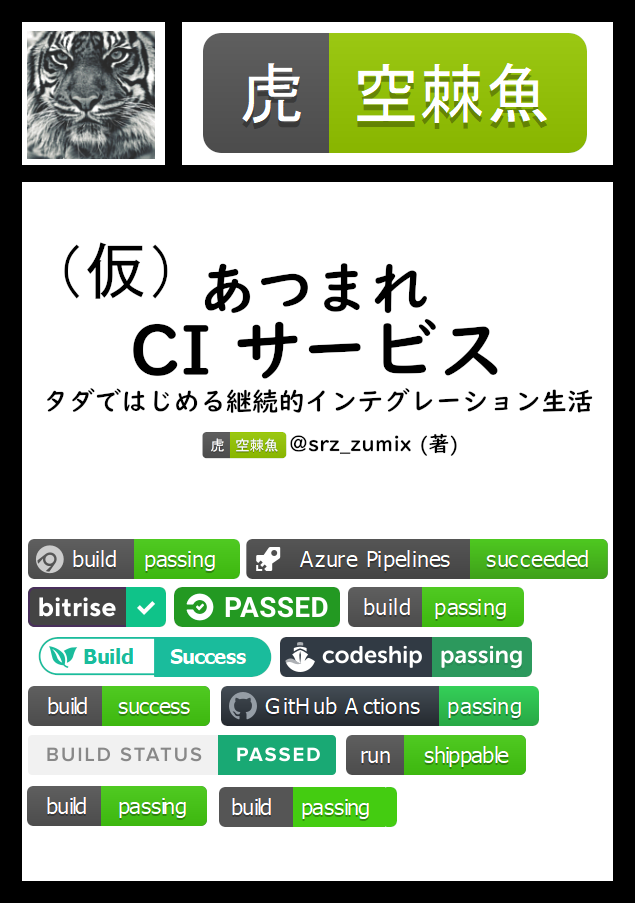 虎 空棘魚
（仮）あつまれ
CI サービス
タダではじめる継続的インテグレーション生活
虎 空棘魚 @srz_zumix (著)
build passing Azure Pipelines succeeded
bitrise PASSED build passing
Build Success codeship passing
build success GitHub Actions passing
BUILD STATUS PASSED run shippable
build passing build passing